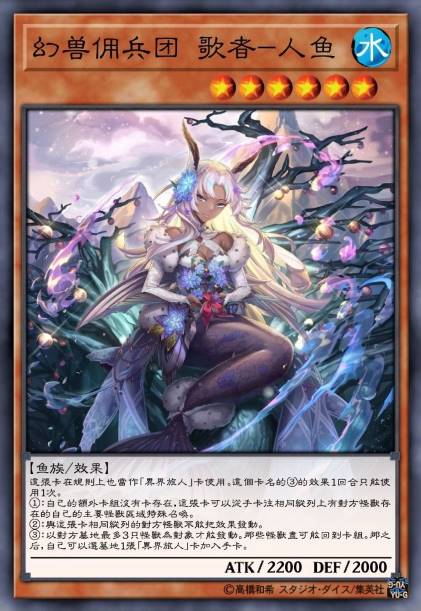 幻兽佣兵团 歌者-人鱼
水
【鱼族/效果】
這張卡在規則上也當作「異界旅人」卡使用。這個卡名的③的效果1回合只能使
用1次。
①:自己的額外卡組沒有卡存在,這張卡可以從手卡往相同縱列上有對方怪獸存
在的自己的主要怪獸區域特殊召喚。
②:與這張卡相同縱列的對方怪獸不能把效果發動。
③:以對方墓地最多3只怪獸為對象才能發動。那些怪獸盡可能回到卡組。那之
后,自己可以選墓地1張「異界旅人」卡加入手卡。
ATK / 2200 DEF / 2000
©高橋和希 スタジオ・ダイス/集英社